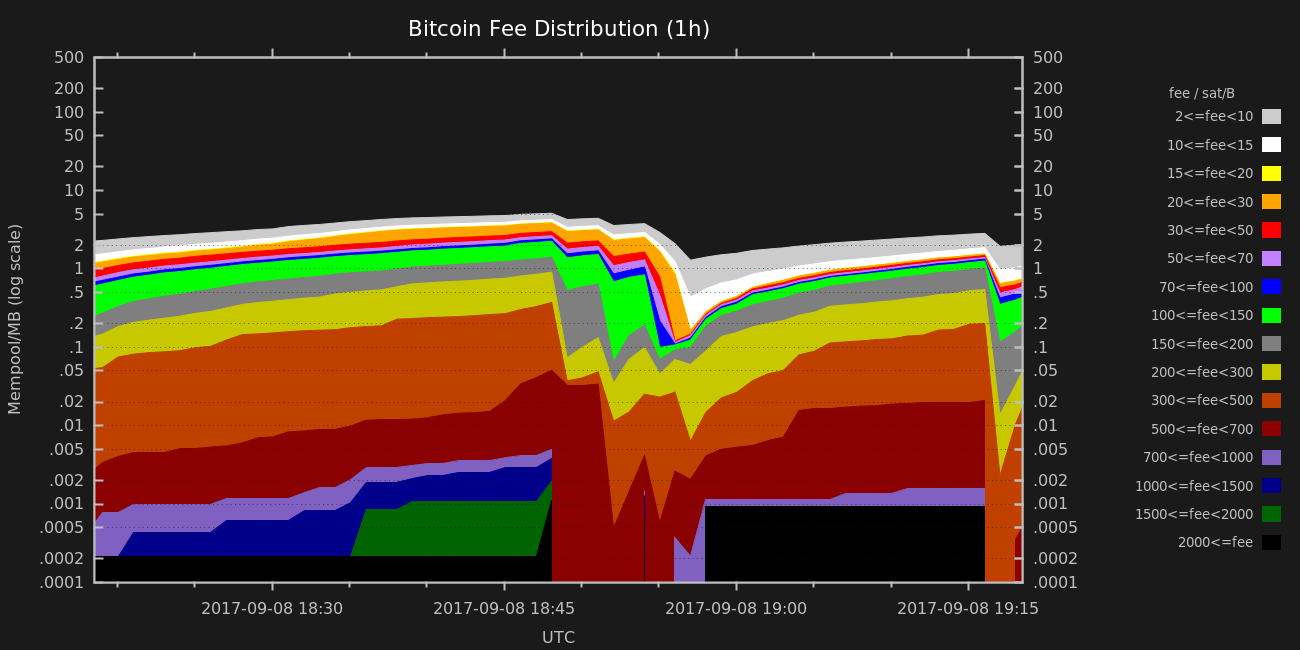 Bitcoin Fee Distribution (1h)
500 500
200 200
100 100
50 50
20 20
10 10
5 5
2 2
1 1
.5 .5
.2 .2
.1 .1
.05 .05
.02 .02
.01 .01
.005 .005
.002 .002
.001 .001
.0005 .0005
.0002 .0002
.0001 .0001
Mempool/MB (log scale)
2017-09-08 18:30 2017-09-08 18:45 2017-09-08 19:00 2017-09-08 19:15
UTC
fee / sat/B
2<=fee<10
10<=fee<15
15<=fee<20
20<=fee<30
30<=fee<50
50<=fee<70
70<=fee<100
100<=fee<150
150<=fee<200
200<=fee<300
300<=fee<500
500<=fee<700
700<=fee<1000
1000<=fee<1500
1500<=fee<2000
2000<=fee